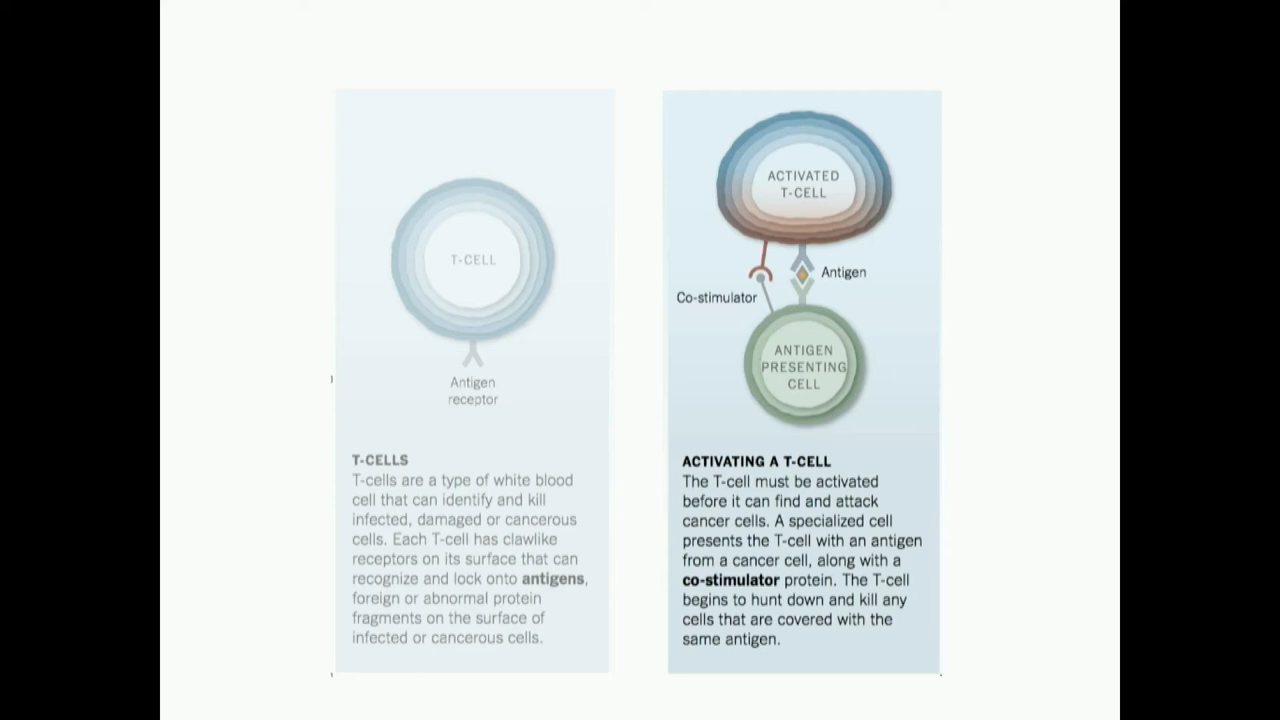 T-CELL
Antigen
receptor
T-CELLS
T-cells are a type of white blood
cell that can identify and kill
infected, damaged or cancerous
cells. Each T-cell has clawlike
receptors on its surface that can
recognize and lock onto antigens,
foreign or abnormal protein
fragments on the surface of
infected or cancerous cells.
ACTIVATED
T-CELL
Antigen
Co-stimulator
ANTIGEN
PRESENTING
CELL
ACTIVATING A T-CELL
The T-cell must be activated
before it can find and attack
cancer cells. A specialized cell
presents the T-cell with an antigen
from a cancer cell, along with a
co-stimulator protein. The T-cell
begins to hunt down and kill any
cells that are covered with the
same antigen.